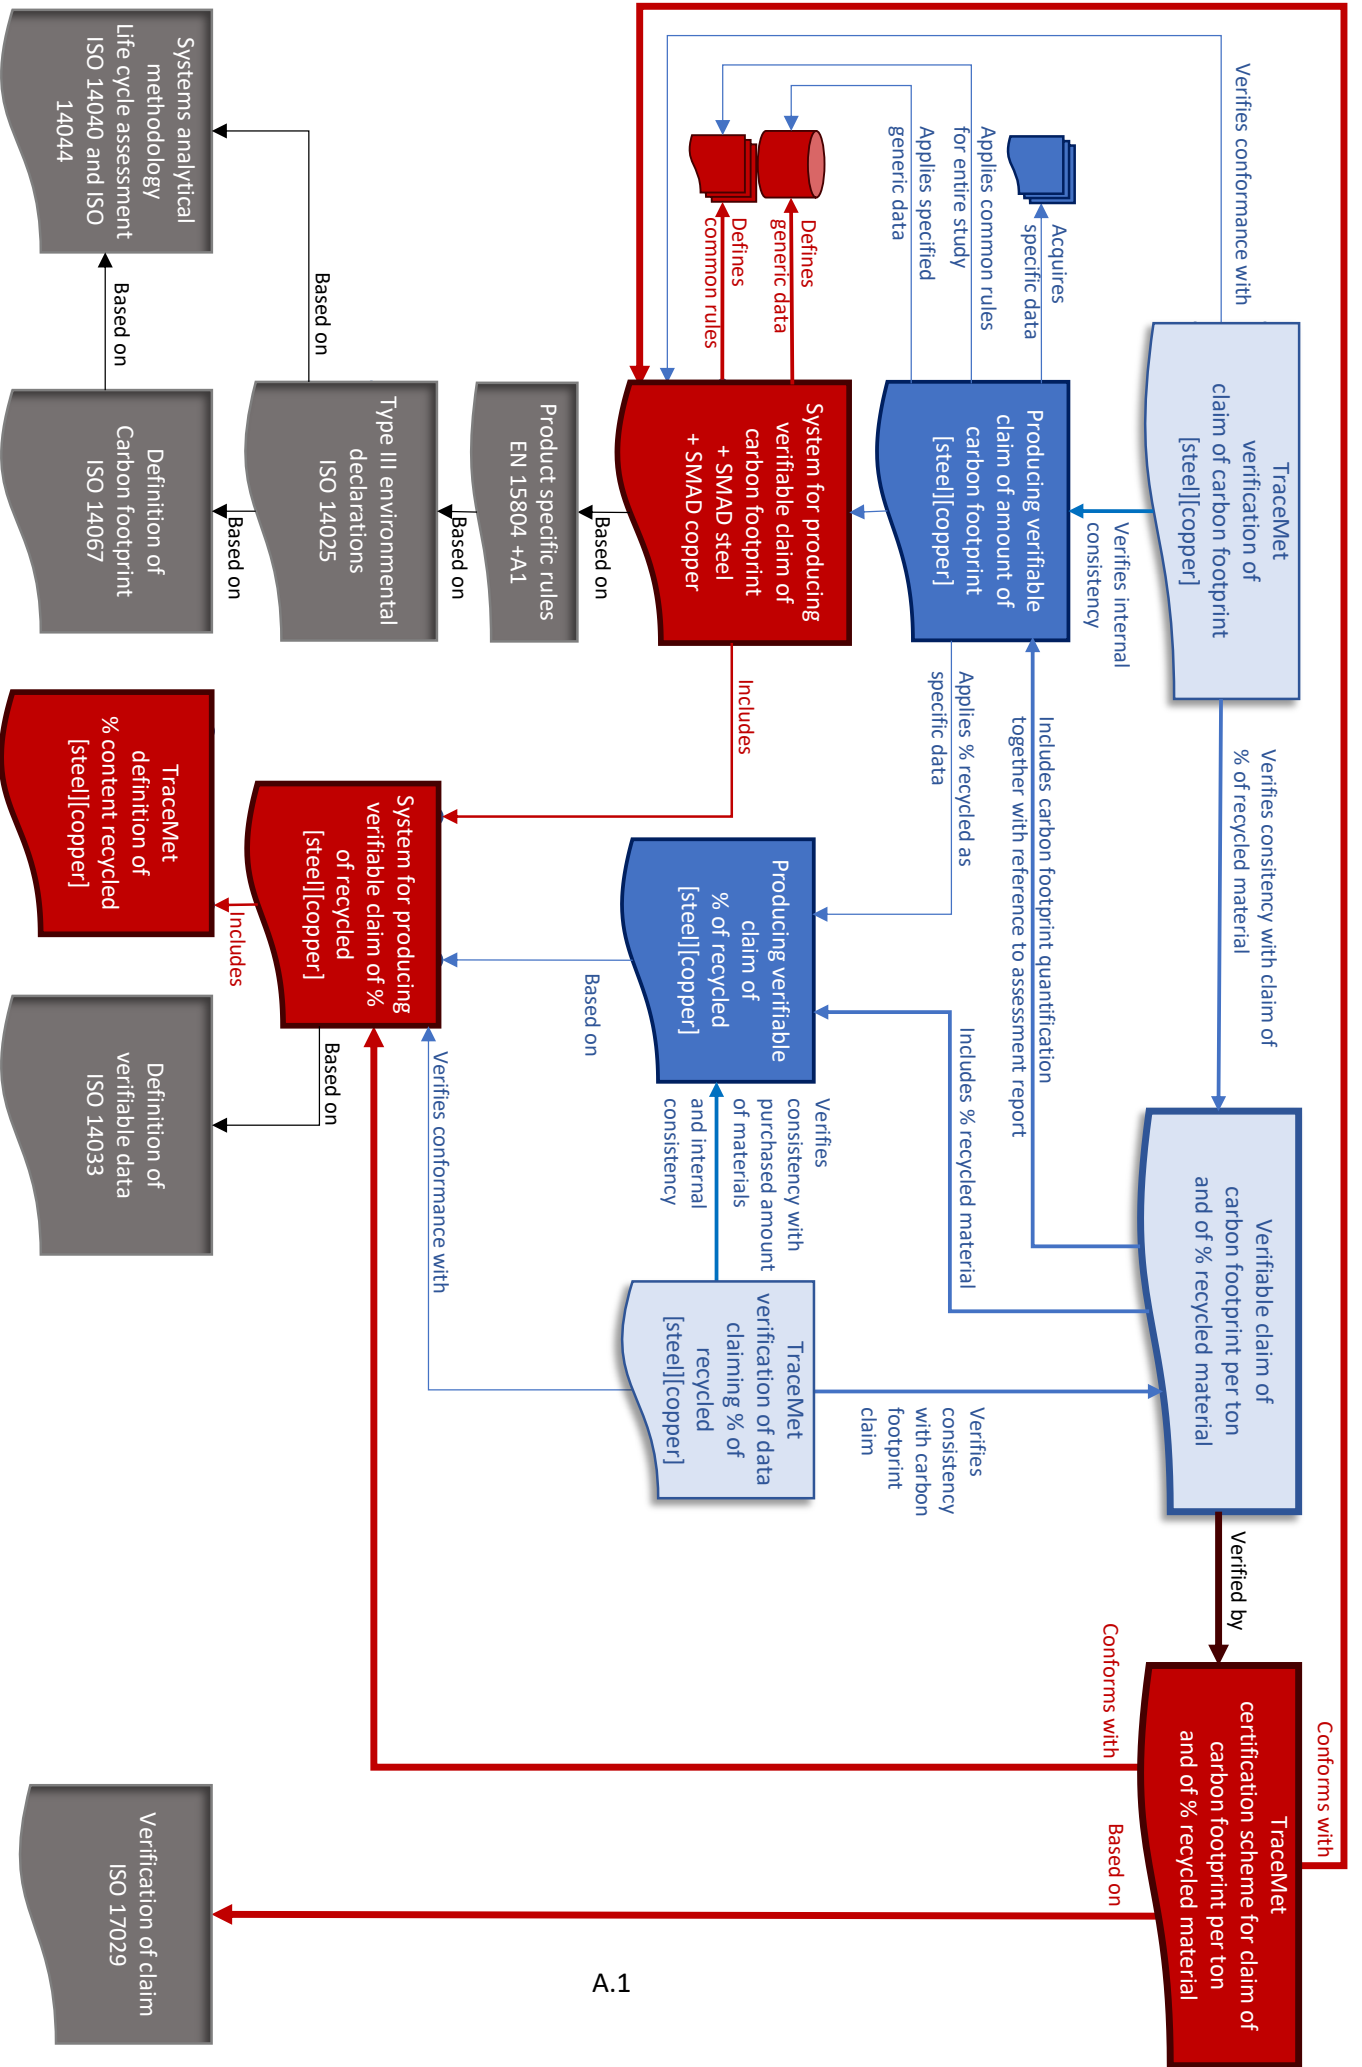 TraceMet
verification of
claim of carbon footprint
[steel][copper]
Verifies consitency with claim of
% of recycled material
Verifiable claim of
carbon footprint per ton
and of % recycled material
Verified by
TraceMet
certification scheme for claim of
carbon footprint per ton
and of % recycled material
Conforms with
Conforms with
Based on
Verifies conformance with
Verifies internal
consistency
Includes carbon footprint quantification
together with reference to assessment report
Includes % recycled material
Verifies
consistency
with carbon
footprint
claim
Acquires
specific data
Applies common rules
for entire study
Applies specified
generic data
Producing verifiable
claim of amount of
carbon footprint
[steel][copper]
Applies % recycled as
specific data
Defines
generic data
Defines
common rules
System for producing
verifiable claim of
carbon footprint
+ SMAD steel
+ SMAD copper
Includes
Producing verifiable
claim of
% of recycled
[steel][copper]
Verifies
consistency with
purchased amount
of materials
and internal
consistency
TraceMet
verification of data
claiming % of
recycled
[steel][copper]
Based on
Based on
Verifies conformance with
Product specific rules
EN 15804 +A1
Based on
Type III environmental
declarations
ISO 14025
Based on
Based on
System for producing
verifiable claim of %
of recycled
[steel][copper]
Includes
Based on
Systems analytical
methodology
Life cycle assessment
ISO 14040 and ISO
14044
Based on
Definition of
Carbon footprint
ISO 14067
TraceMet
definition of
% content recycled
[steel][copper]
Definition of
verifiable data
ISO 14033
Verification of claim
ISO 17029
A.1